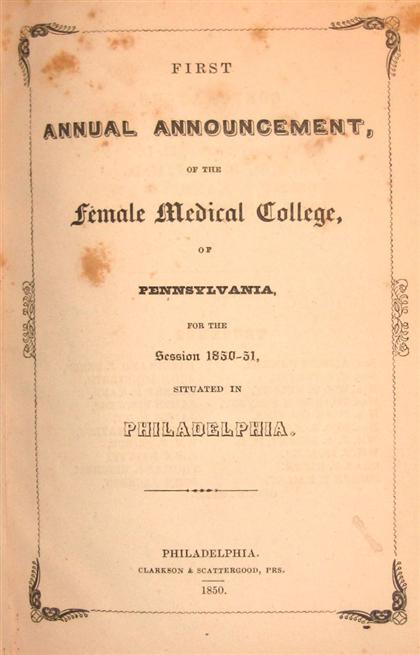 FIRST
ANNUAL ANNOUNCEMENT,
OF THE
Female Medical College,
OF
PENNSYLVANIA,
FOR THE
Session 1850-51,
SITUATED IN
PHILADELPHIA.
PHILADELPHIA.
CLARKSON & SCATTERGOOD, PRS.
1850.